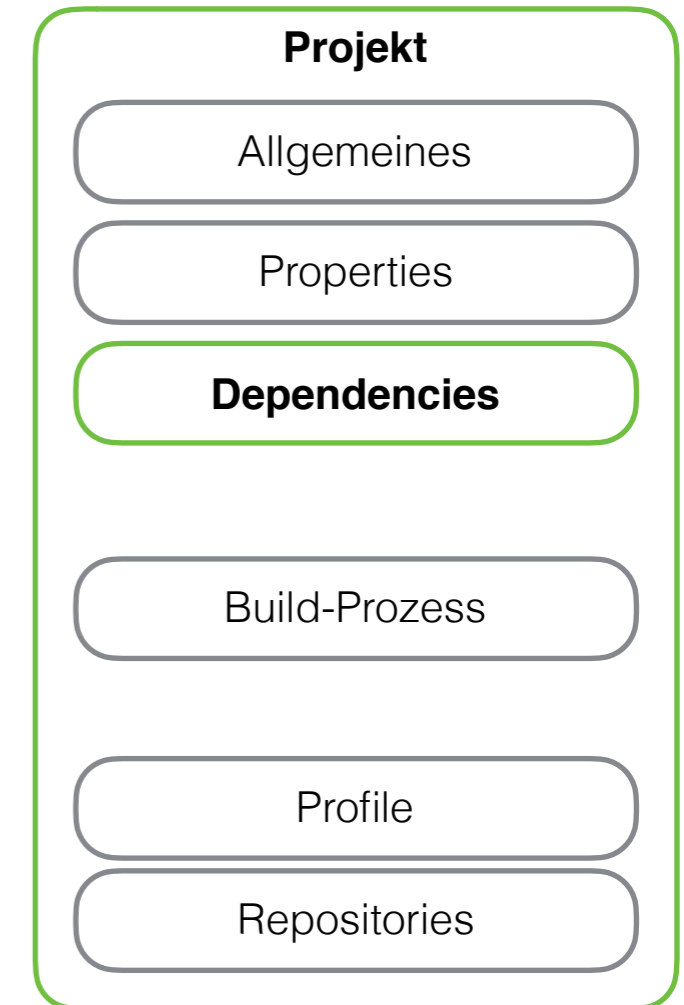 Projekt
Allgemeines
Properties
Dependencies
Build-Prozess
Profile
Repositories